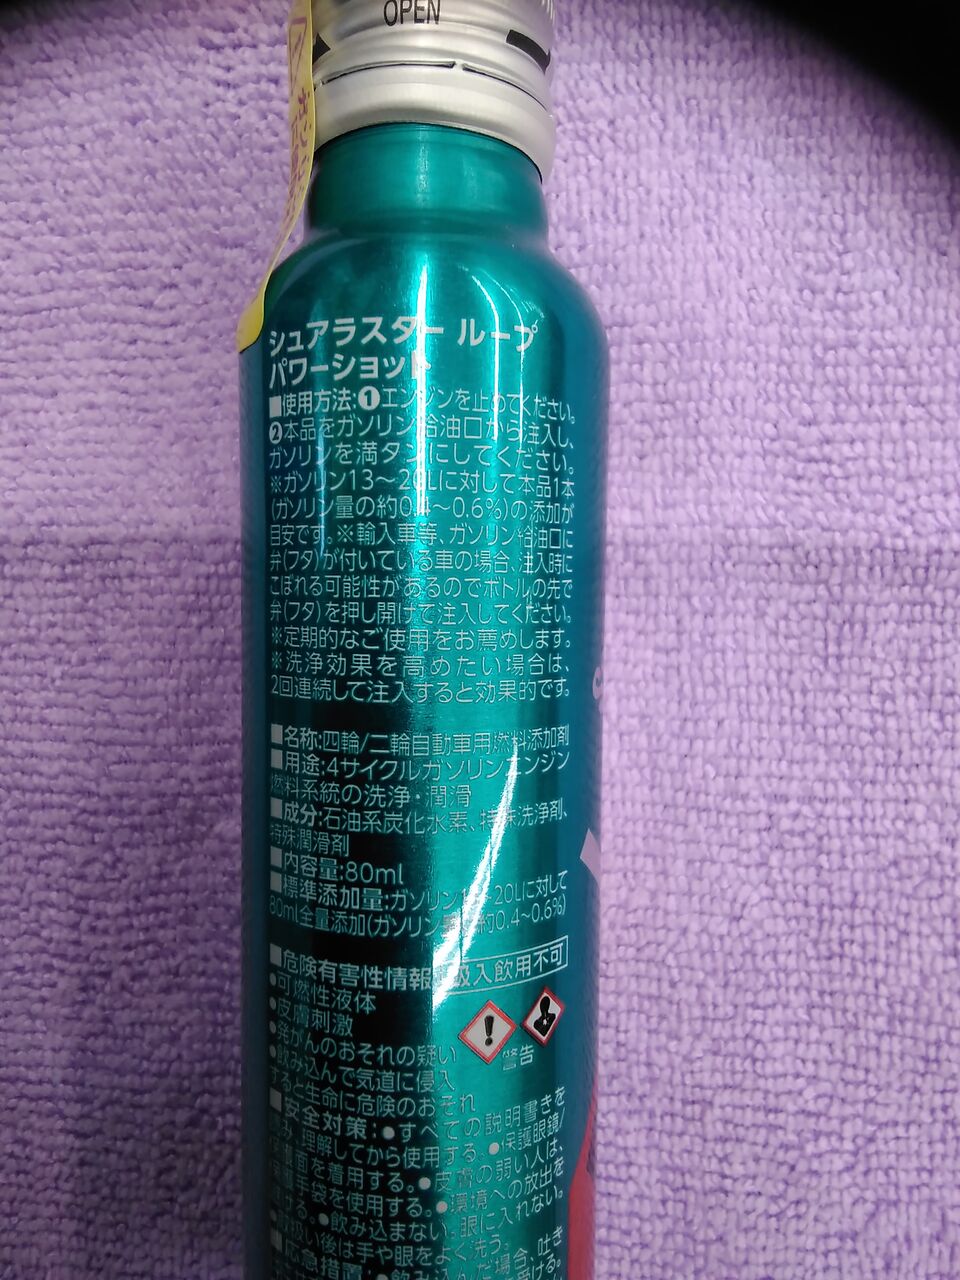 OPEN
シュアラスター ループ
パワーショット
■使用方法:❶エンジンを止めてください。
❷本品をガソリン給油口から注入し、
ガソリンを満タンにしてください。
※ガソリン13〜20Lに対して本品1本
(ガソリン量の約0.4〜0.6%)の添加が
目安です。※輸入車等、ガソリン給油口に
弁(フタ)が付いている車の場合、注入時に
こぼれる可能性があるのでボトルの先で
弁(フタ)を押し開けて注入してください。
※定期的なご使用をお薦めします。
※洗浄効果を高めたい場合は、
2回連続して注入すると効果的です。
■名称:四輪/二輪自動車用燃料添加剤
■用途:4サイクルガソリンエンジン
燃料系統の洗浄・潤滑
■成分:石油系炭化水素、特殊洗浄剤、
特殊潤滑剤
■内容量:80ml
■標準添加量:ガソリン13〜20Lに対して
80ml全量添加(ガソリン量の約0.4〜0.6%)
■危険有害性情報 吸入飲用不可
●可燃性液体
●皮膚刺激
●発がんのおそれの疑い
●飲み込んで気道に侵入
すると生命に危険のおそれ
警告
■安全対策:●すべての説明書きを
読み、理解してから使用する。●保護眼鏡/
保護面を着用する。●皮膚の弱い人は、
保護手袋を使用する。●環境への放出を
避ける。●飲み込まない。眼に入れない。
●取扱い後は手や眼をよく洗う。
■応急措置:●飲み込んだ場合、吐き